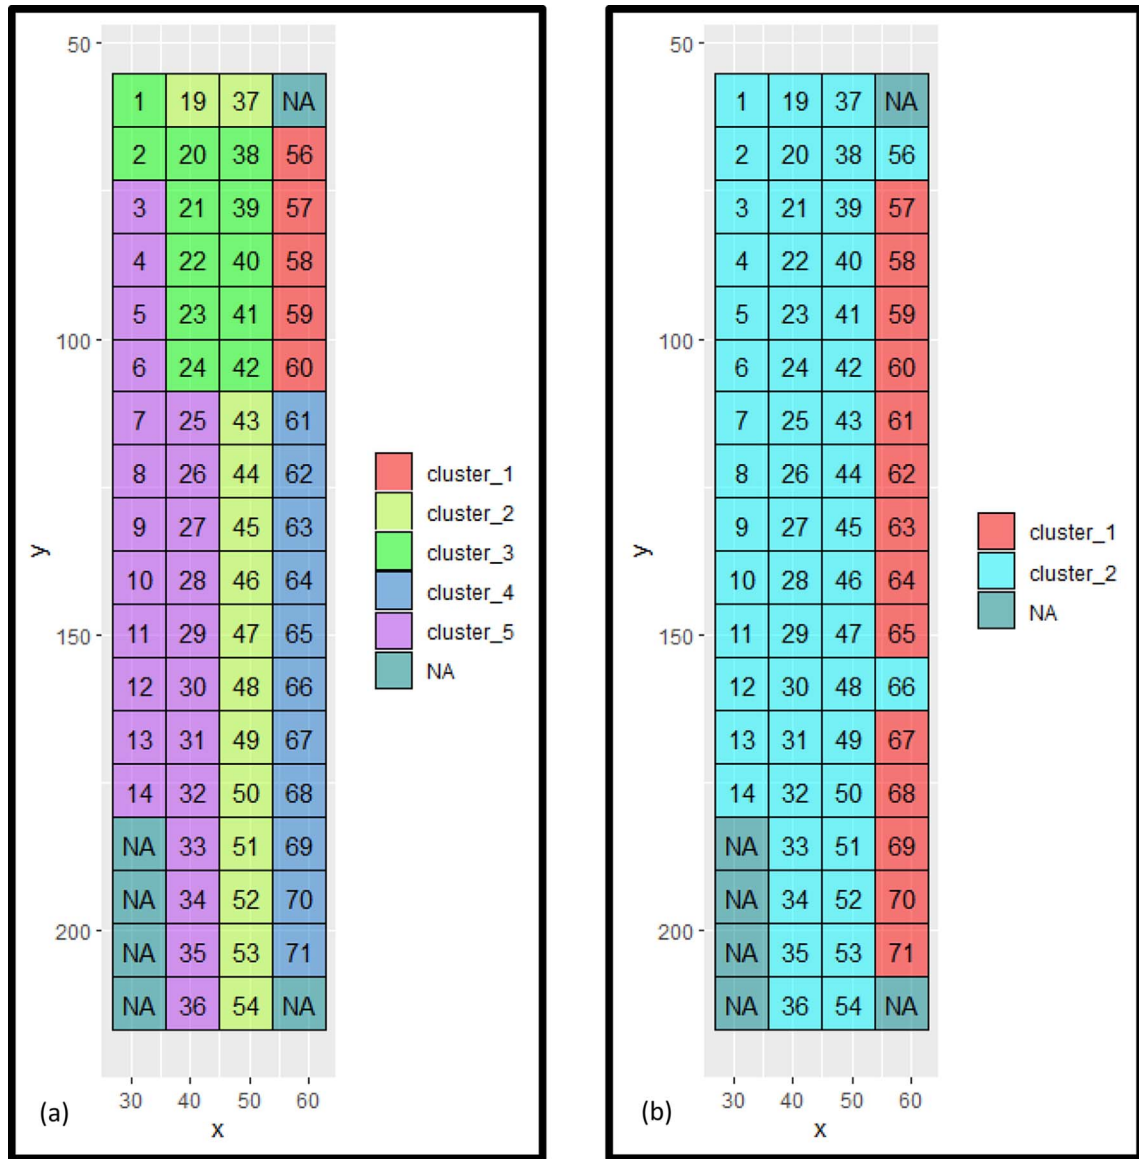 50
1 19 37 NA
2 20 38 56
3 21 39 57
4 22 40 58
5 23 41 59
100
6 24 42 60
7 25 43 61
8 26 44 62
9 27 45 63
10 28 46 64
11 29 47 65
150
12 30 48 66
13 31 49 67
14 32 50 68
NA 33 51 69
NA 34 52 70
200
NA 35 53 71
NA 36 54 NA
30 40 50 60
x
y
(a)
cluster_1
cluster_2
cluster_3
cluster_4
cluster_5
NA
50
1 19 37 NA
2 20 38 56
3 21 39 57
4 22 40 58
5 23 41 59
100
6 24 42 60
7 25 43 61
8 26 44 62
9 27 45 63
10 28 46 64
11 29 47 65
150
12 30 48 66
13 31 49 67
14 32 50 68
NA 33 51 69
NA 34 52 70
200
NA 35 53 71
NA 36 54 NA
30 40 50 60
x
y
(b)
cluster_1
cluster_2
NA